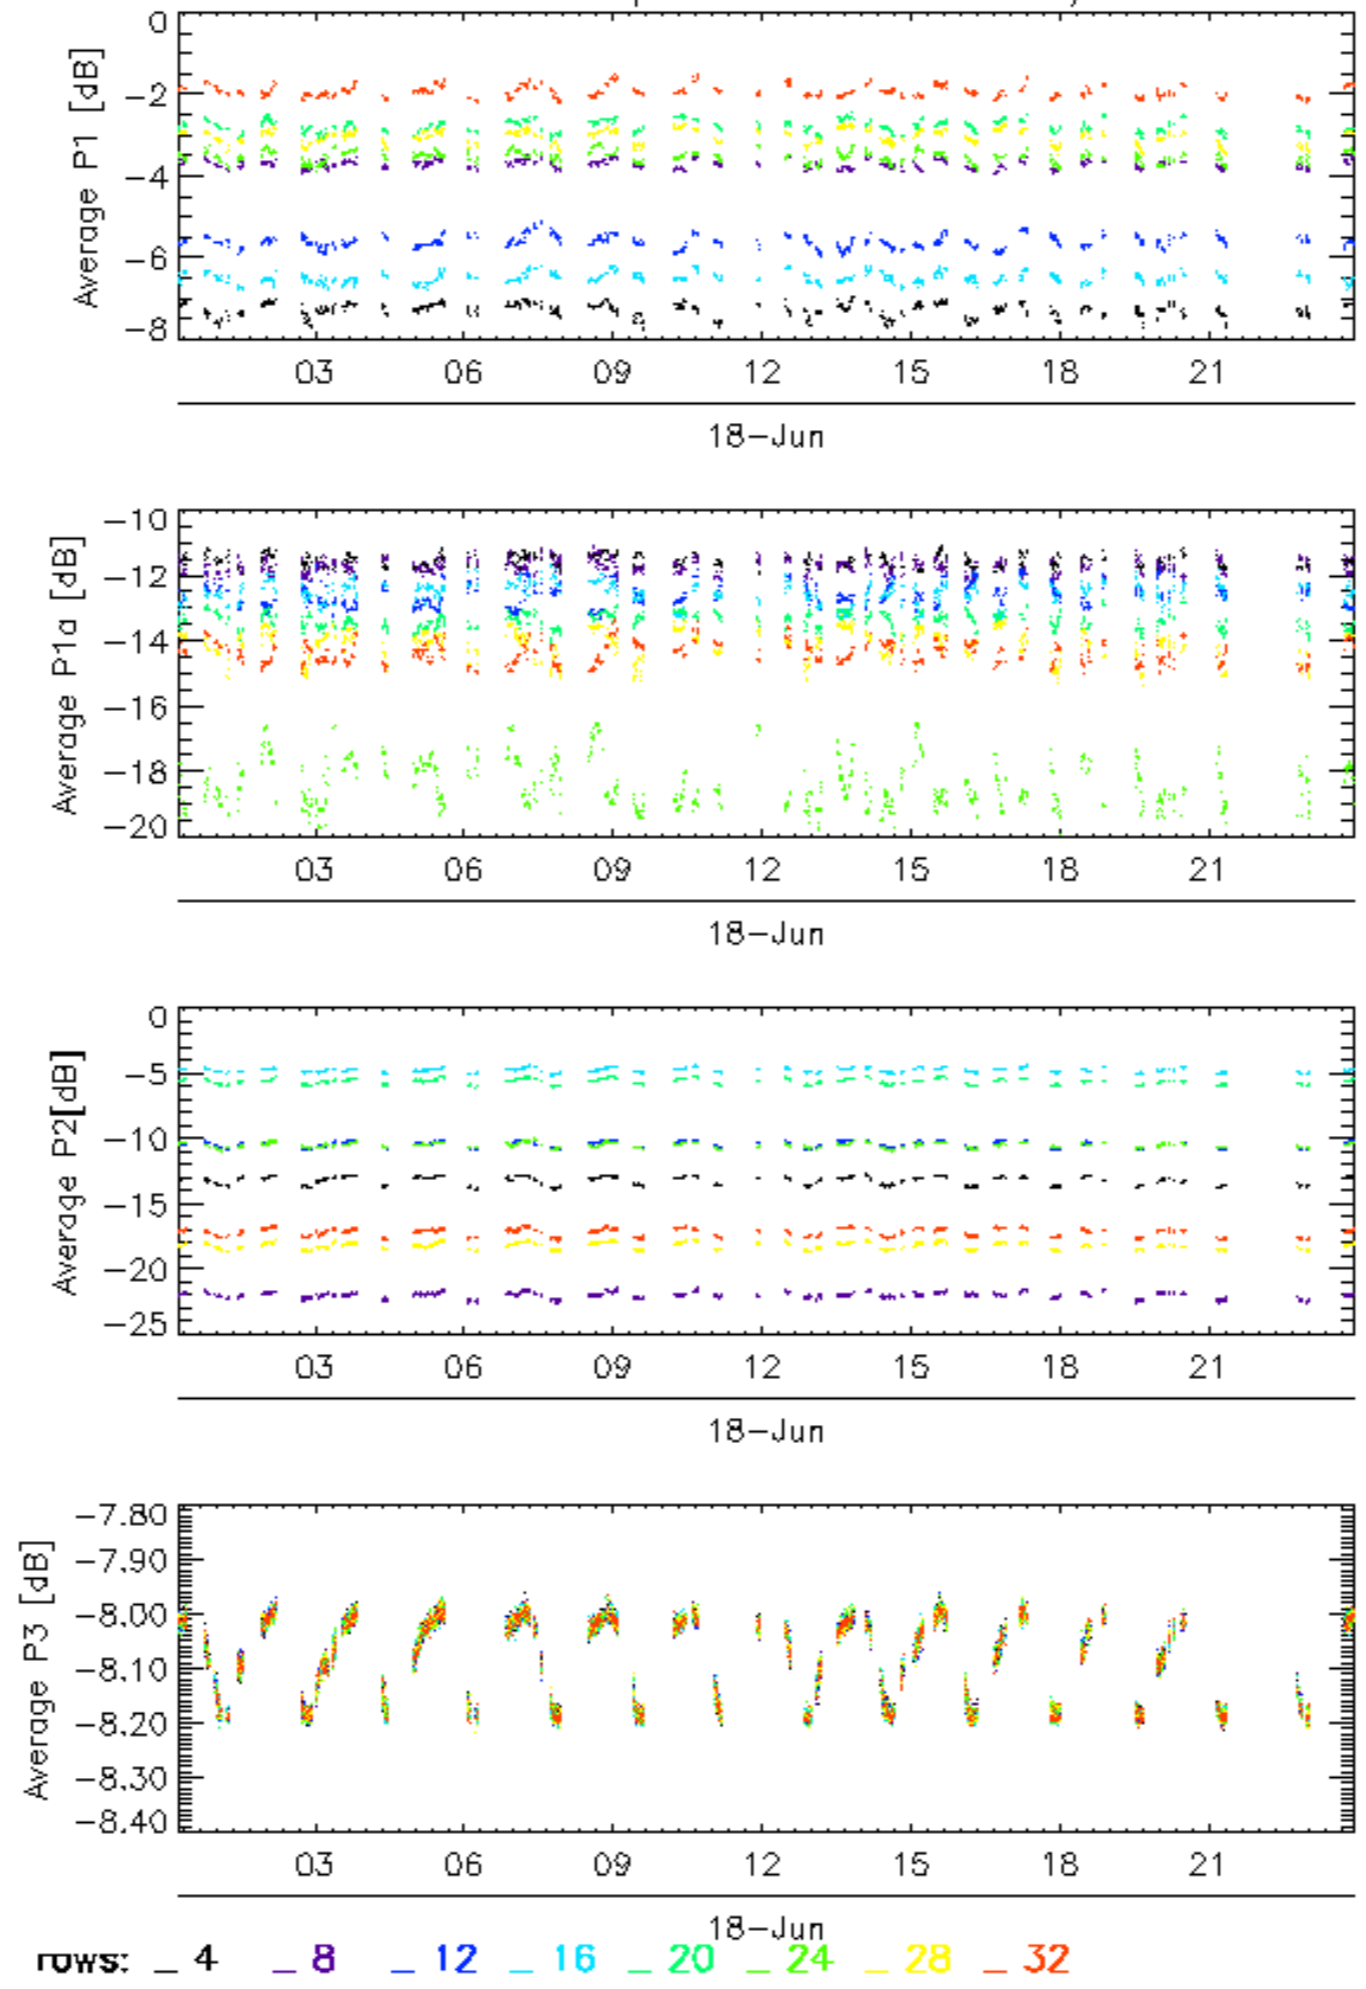 0
−2
−4
−6
−8
Average P1 [dB]
03 06 09 12 15 18 21
18−Jun
−10
−12
−14
−16
−18
−20
Average P1a [dB]
03 06 09 12 15 18 21
18−Jun
0
−5
−10
−15
−20
−25
Average P2[dB]
03 06 09 12 15 18 21
18−Jun
−7.80
−7.90
−8.00
−8.10
−8.20
−8.30
−8.40
Average P3 [dB]
03 06 09 12 15 18 21
18−Jun
rows: _ 4 _ 8 _ 12 _ 16 _ 20 _ 24 _ 28 _ 32